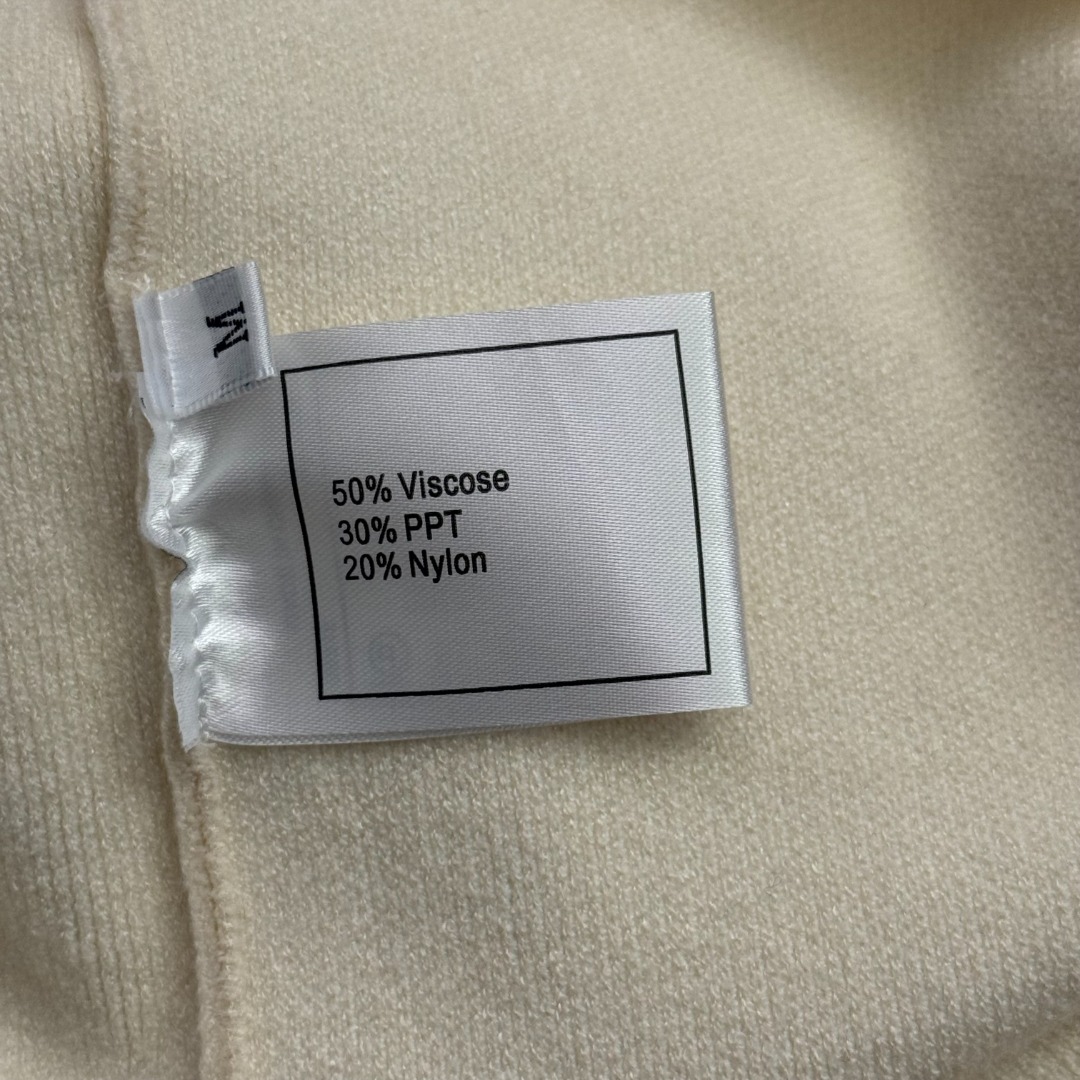 M
50% Viscose
30% PPT
20% Nylon